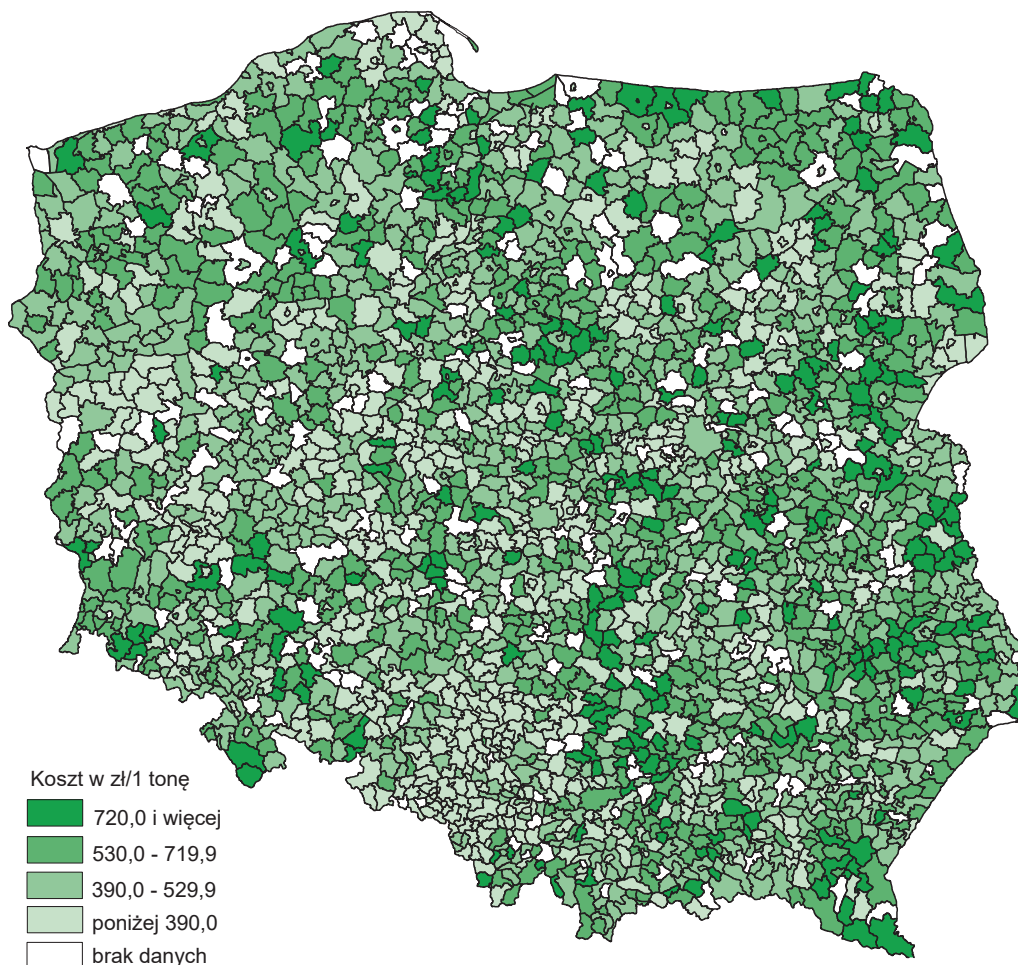 Koszt w zł/1 tonę
720,0 i więcej
530,0 - 719,9
390,0 - 529,9
poniżej 390,0
brak danych